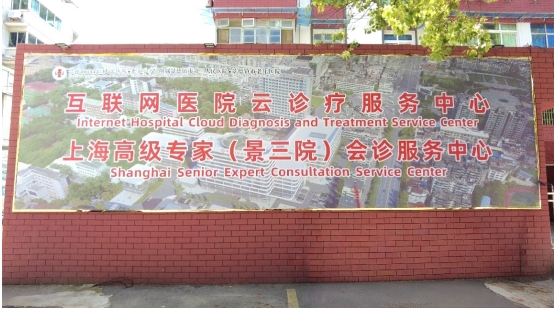 互联网医院云诊疗服务中心
Internet Hospital Cloud Diagnosis and Treatment Service Center
上海高级专家（景三院）会诊服务中心
Shanghai Senior Expert Consultation Service Center